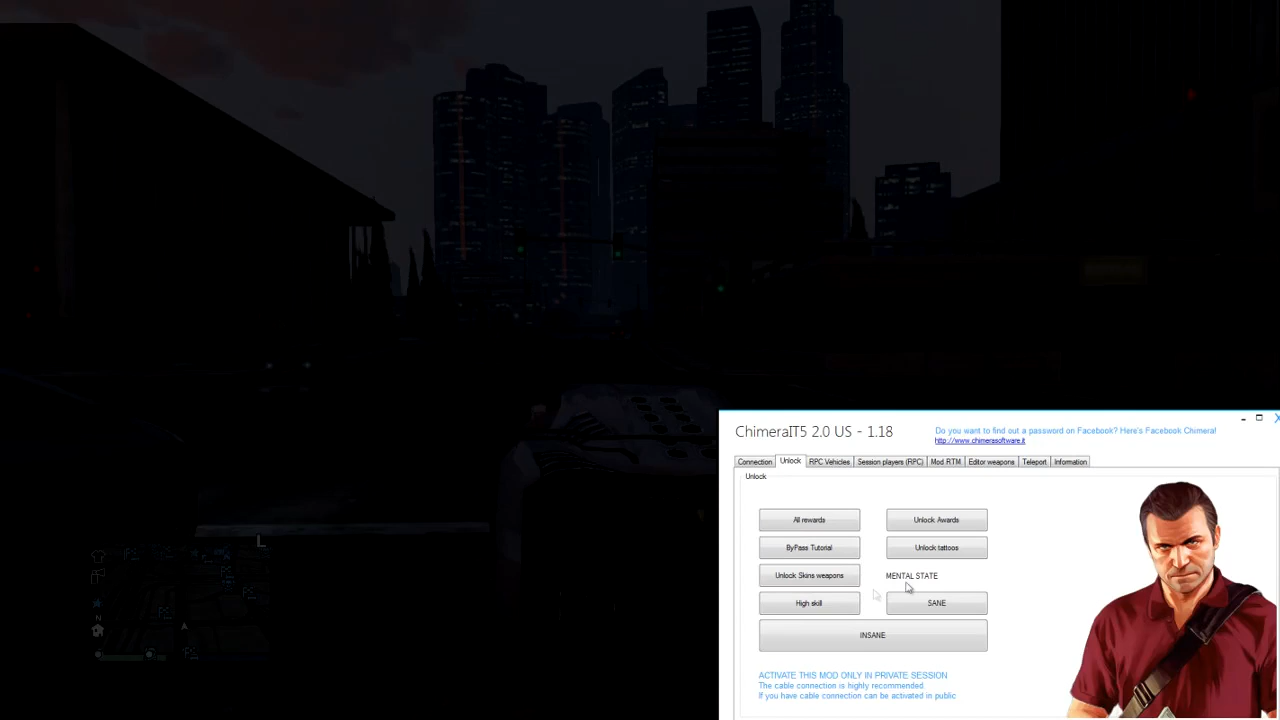 ChimeraIT5 2.0 US - 1.18
Do you want to find out a password on Facebook? Here's Facebook Chimera!
http://www.chimerasoftware.it
Connection Unlock RPC Vehicles Session players (RPC) Mod RTM Editor weapons Teleport Information
Unlock
All rewards Unlock Awards
ByPass Tutorial Unlock tattoos
Unlock Skins weapons MENTAL STATE
High skill SANE
INSANE
ACTIVATE THIS MOD ONLY IN PRIVATE SESSION
The cable connection is highly recommended.
If you have cable connection can be activated in public
N